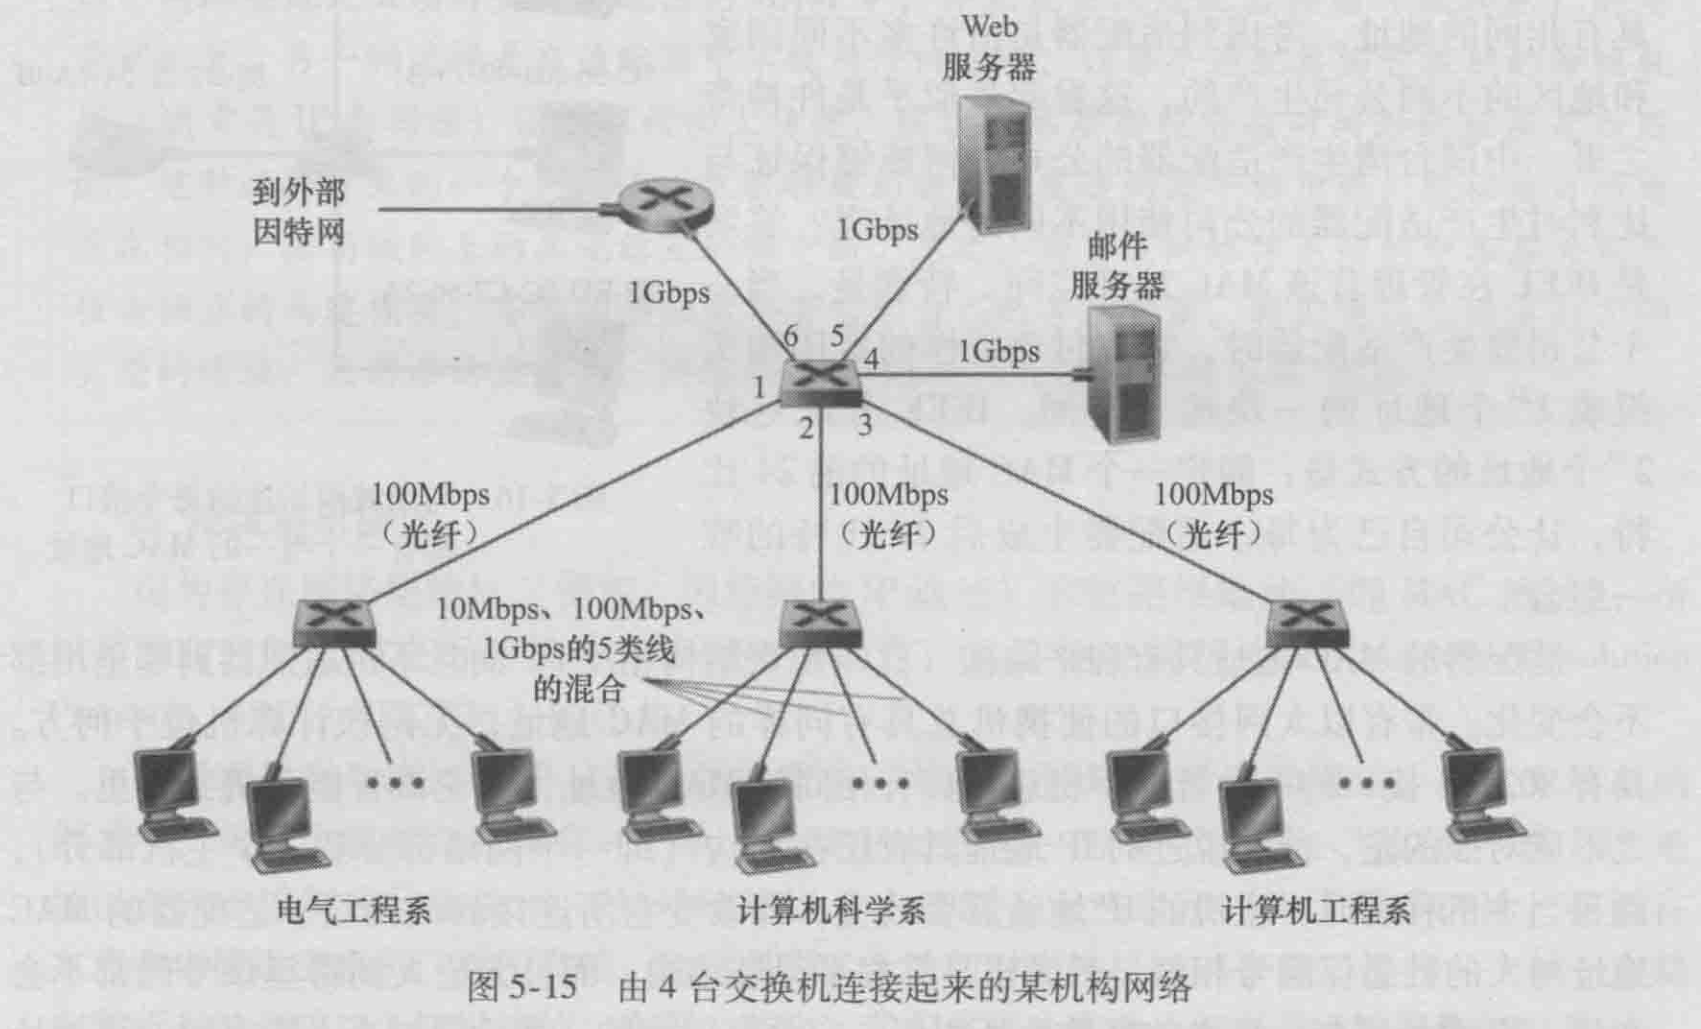 Web
服务器
到外部
因特网
1Gbps
邮件
服务器
1Gbps
6
5
4
1Gbps
1
2
3
100Mbps
(光纤)
100Mbps
(光纤)
100Mbps
(光纤)
10Mbps、100Mbps、
1Gbps的5类线
的混合
电气工程系
计算机科学系
计算机工程系
图 5-15 由 4 台交换机连接起来的某机构网络